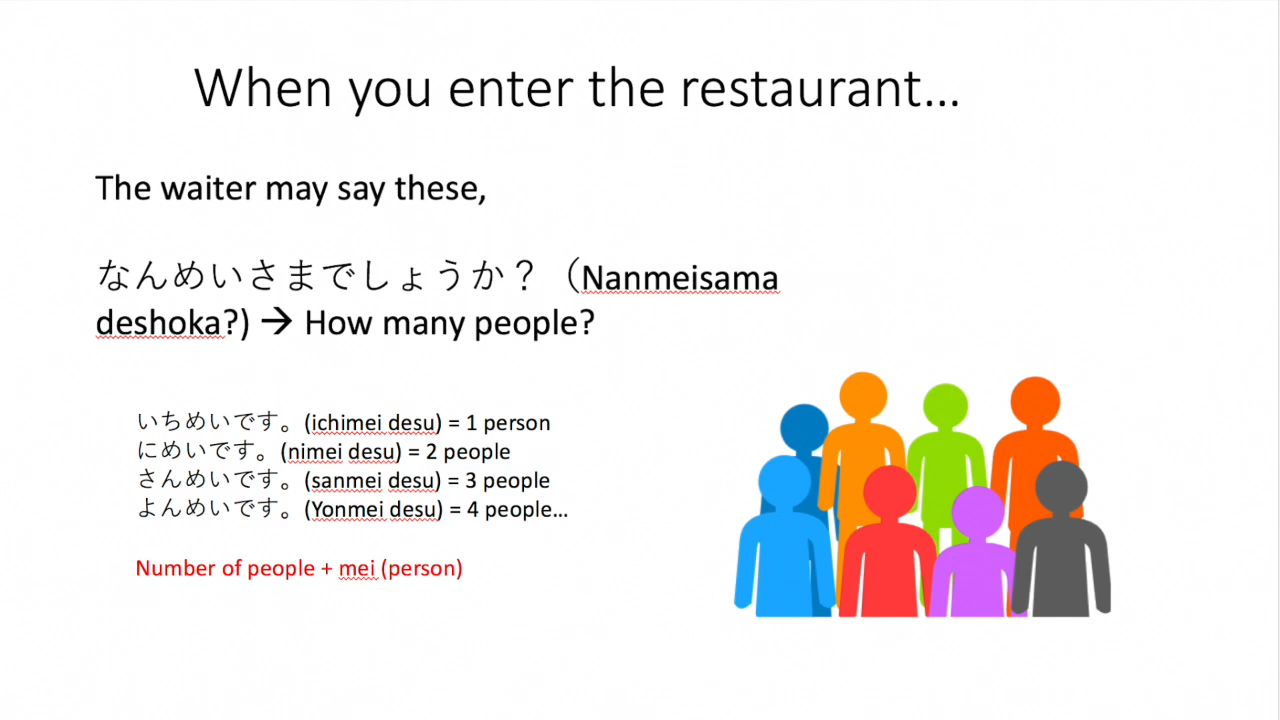 When you enter the restaurant...
The waiter may say these,
なんめいさまでしょうか？（Nanmeisama
deshoka?) → How many people?
いちめいです。(ichimei desu) = 1 person
にめいです。(nimei desu) = 2 people
さんめいです。(sanmei desu) = 3 people
よんめいです。(Yonmei desu) = 4 people...
Number of people + mei (person)